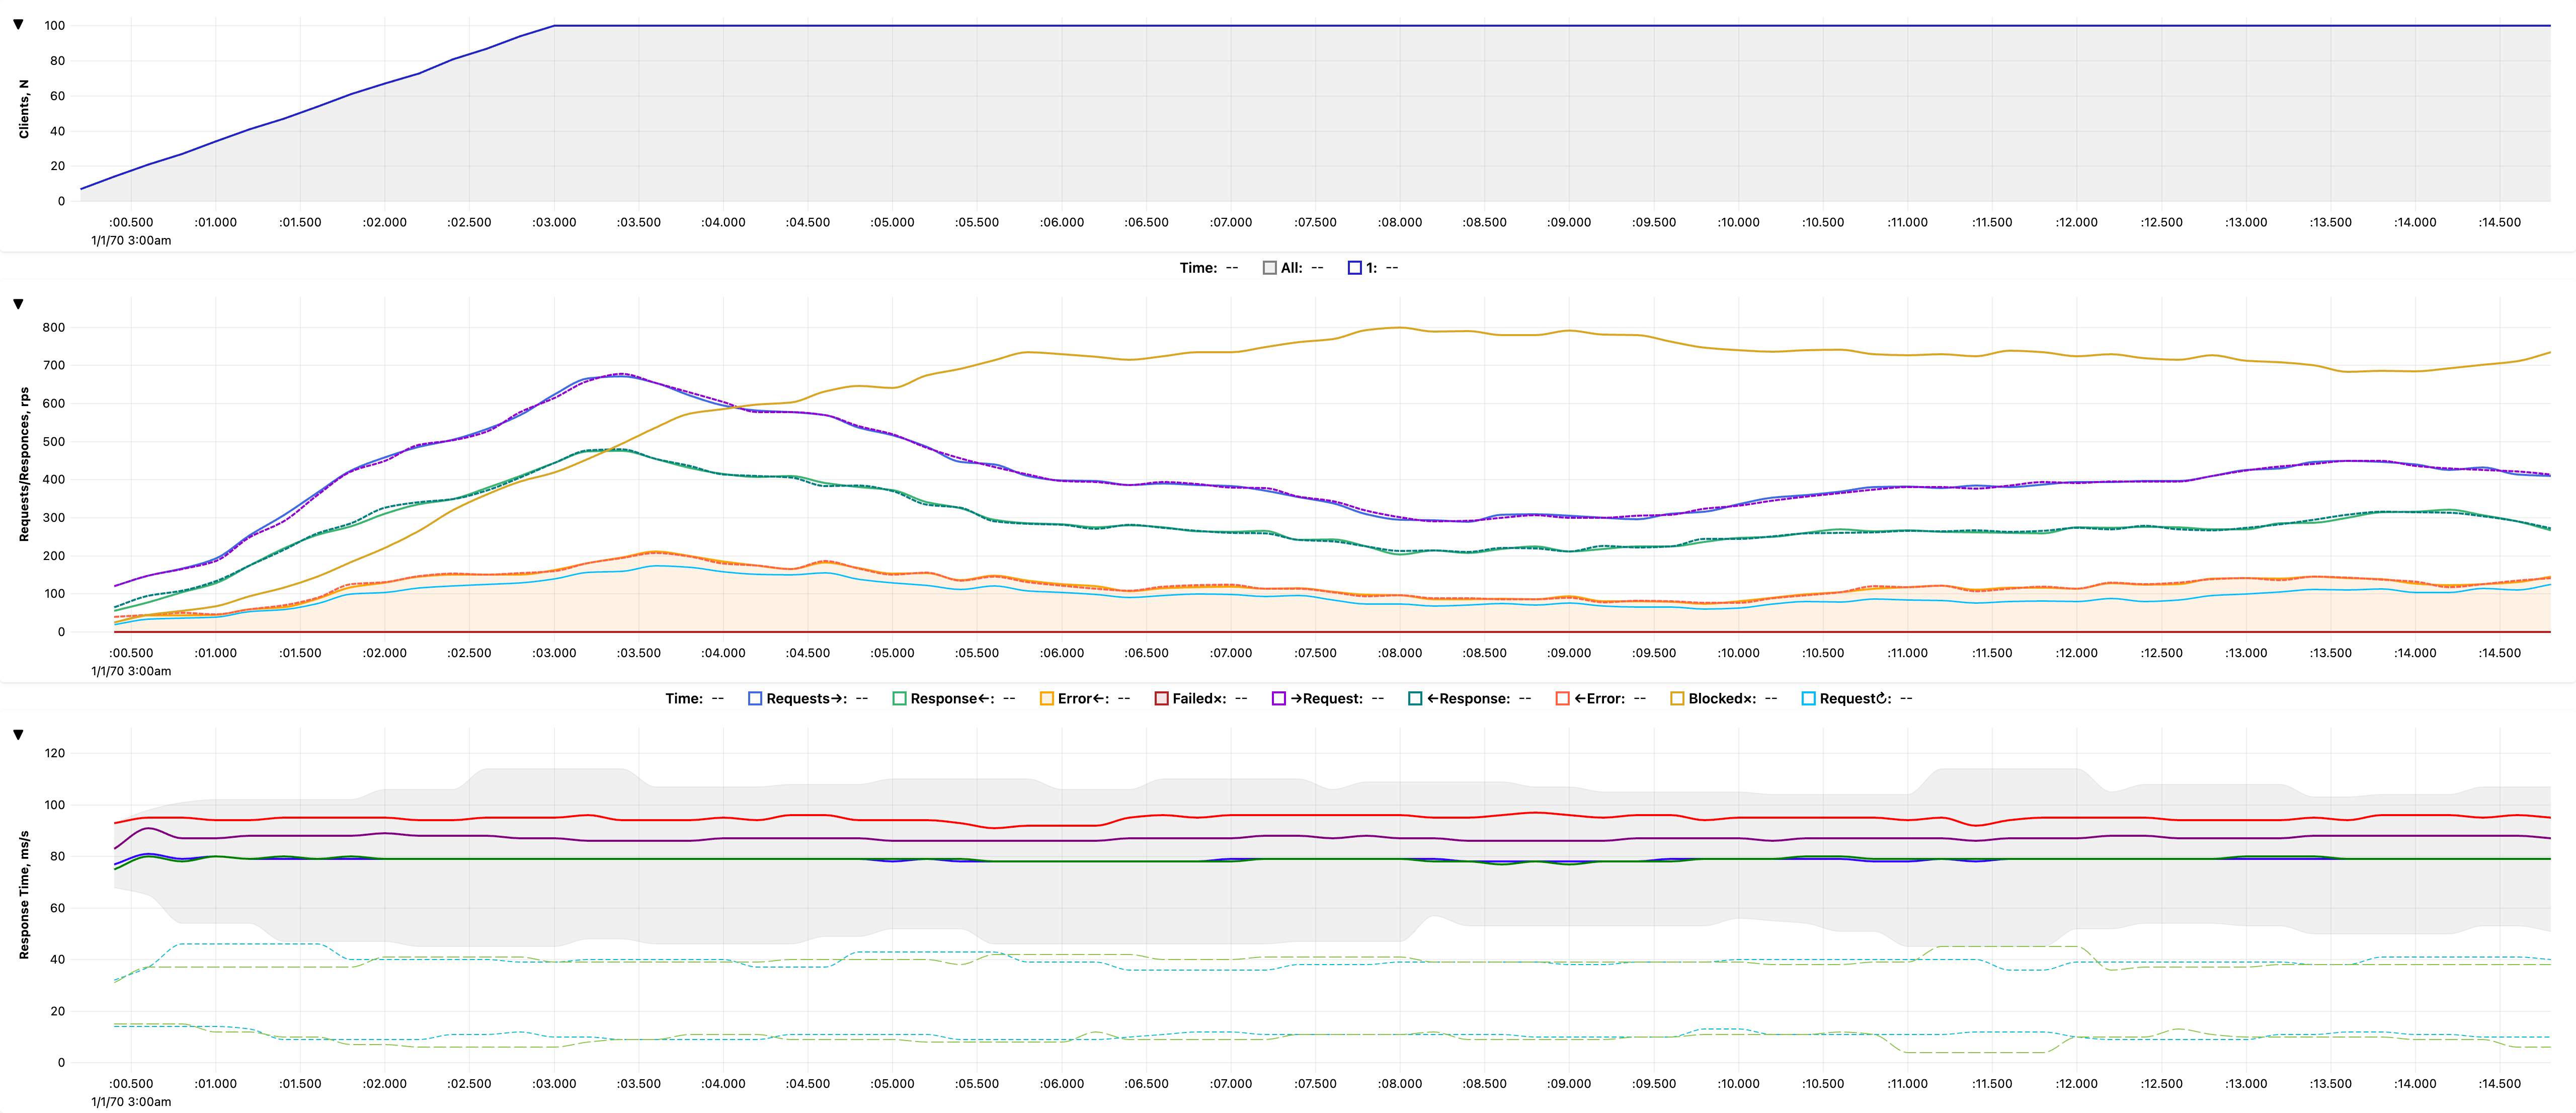 ▼
Clients, N
100
80
60
40
20
0
:00.500 :01.000 :01.500 :02.000 :02.500 :03.000 :03.500 :04.000 :04.500 :05.000 :05.500 :06.000 :06.500 :07.000 :07.500 :08.000 :08.500 :09.000 :09.500 :10.000 :10.500 :11.000 :11.500 :12.000 :12.500 :13.000 :13.500 :14.000 :14.500
1/1/70 3:00am
Time: -- All: -- 1: --
▼
Requests/Responces, rps
800
700
600
500
400
300
200
100
0
:00.500 :01.000 :01.500 :02.000 :02.500 :03.000 :03.500 :04.000 :04.500 :05.000 :05.500 :06.000 :06.500 :07.000 :07.500 :08.000 :08.500 :09.000 :09.500 :10.000 :10.500 :11.000 :11.500 :12.000 :12.500 :13.000 :13.500 :14.000 :14.500
1/1/70 3:00am
Time: -- Requests→: -- Response←: -- Error←: -- Failed×: -- →Request: -- ←Response: -- ←Error: -- Blocked×: -- Request↻: --
▼
Response Time, ms/s
120
100
80
60
40
20
0
:00.500 :01.000 :01.500 :02.000 :02.500 :03.000 :03.500 :04.000 :04.500 :05.000 :05.500 :06.000 :06.500 :07.000 :07.500 :08.000 :08.500 :09.000 :09.500 :10.000 :10.500 :11.000 :11.500 :12.000 :12.500 :13.000 :13.500 :14.000 :14.500
1/1/70 3:00am